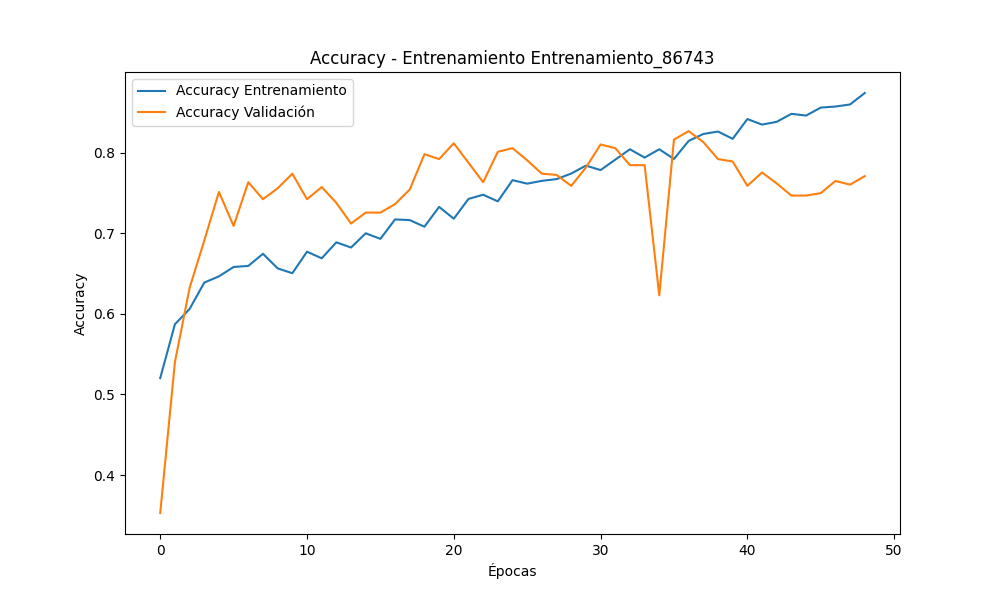 Accuracy - Entrenamiento Entrenamiento_86743
Accuracy Entrenamiento
Accuracy Validación
Accuracy
0.8
0.7
0.6
0.5
0.4
0 10 20 30 40 50
Épocas